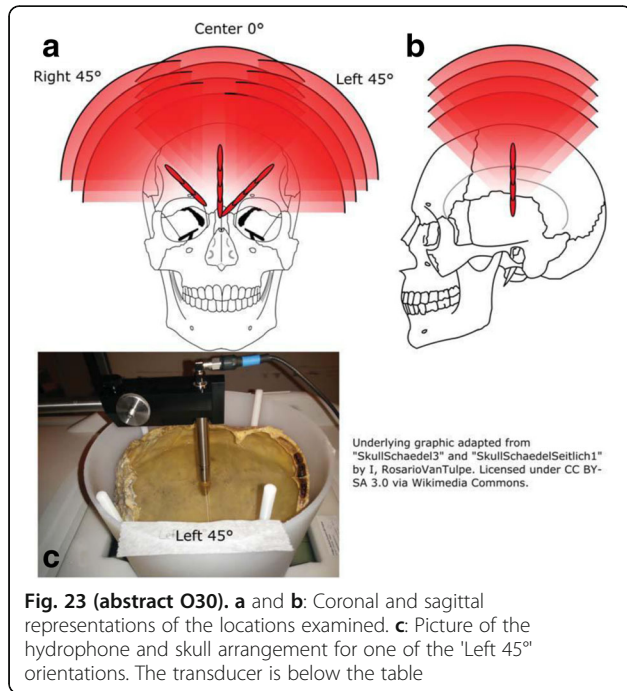 a
Center 0°
b
Right 45°
Left 45°
Underlying graphic adapted from
"SkullSchaedel3" and "SkullSchaedelSeitlich1"
by I, RosarioVanTulpe. Licensed under CC BY-
SA 3.0 via Wikimedia Commons.
Left 45°
c
Fig. 23 (abstract O30). a and b: Coronal and sagittal
representations of the locations examined. c: Picture of the
hydrophone and skull arrangement for one of the 'Left 45°'
orientations. The transducer is below the table